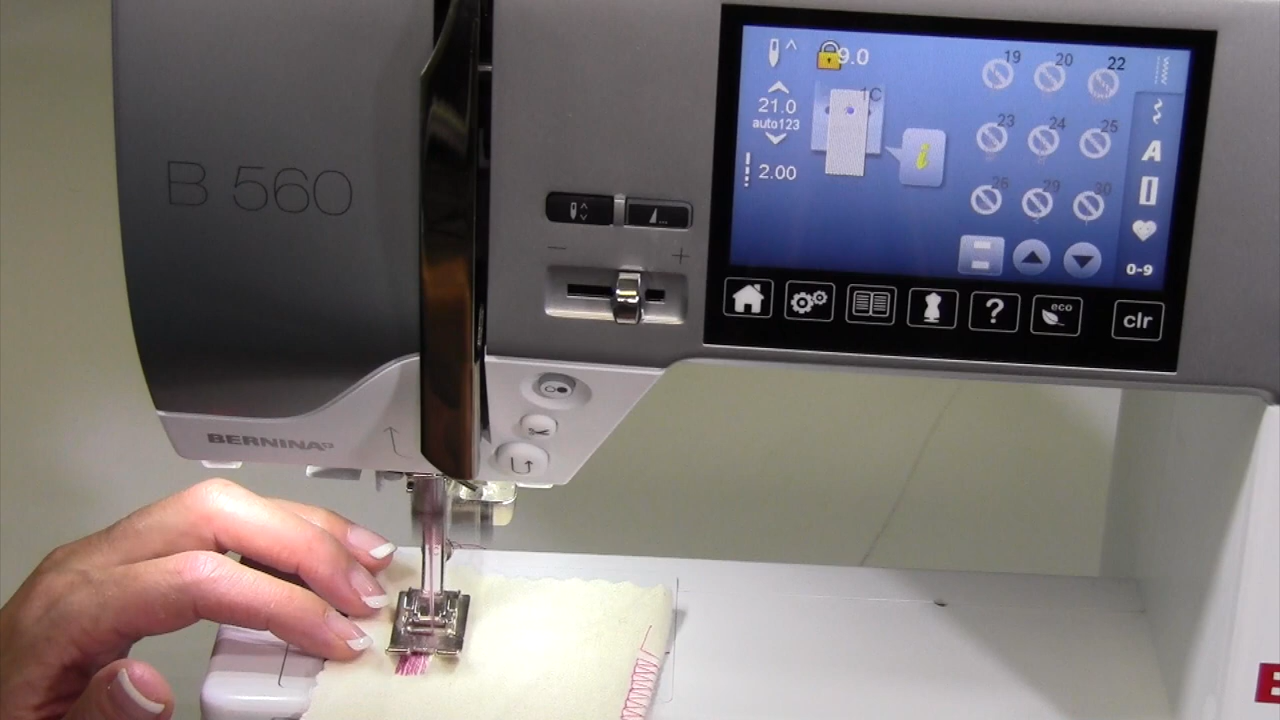 B 560
BERNINA
9.0
21.0
auto123
2.00
1C
i
19 20 22
23 24 25
26 29 30
A
0-9
?
eco
clr